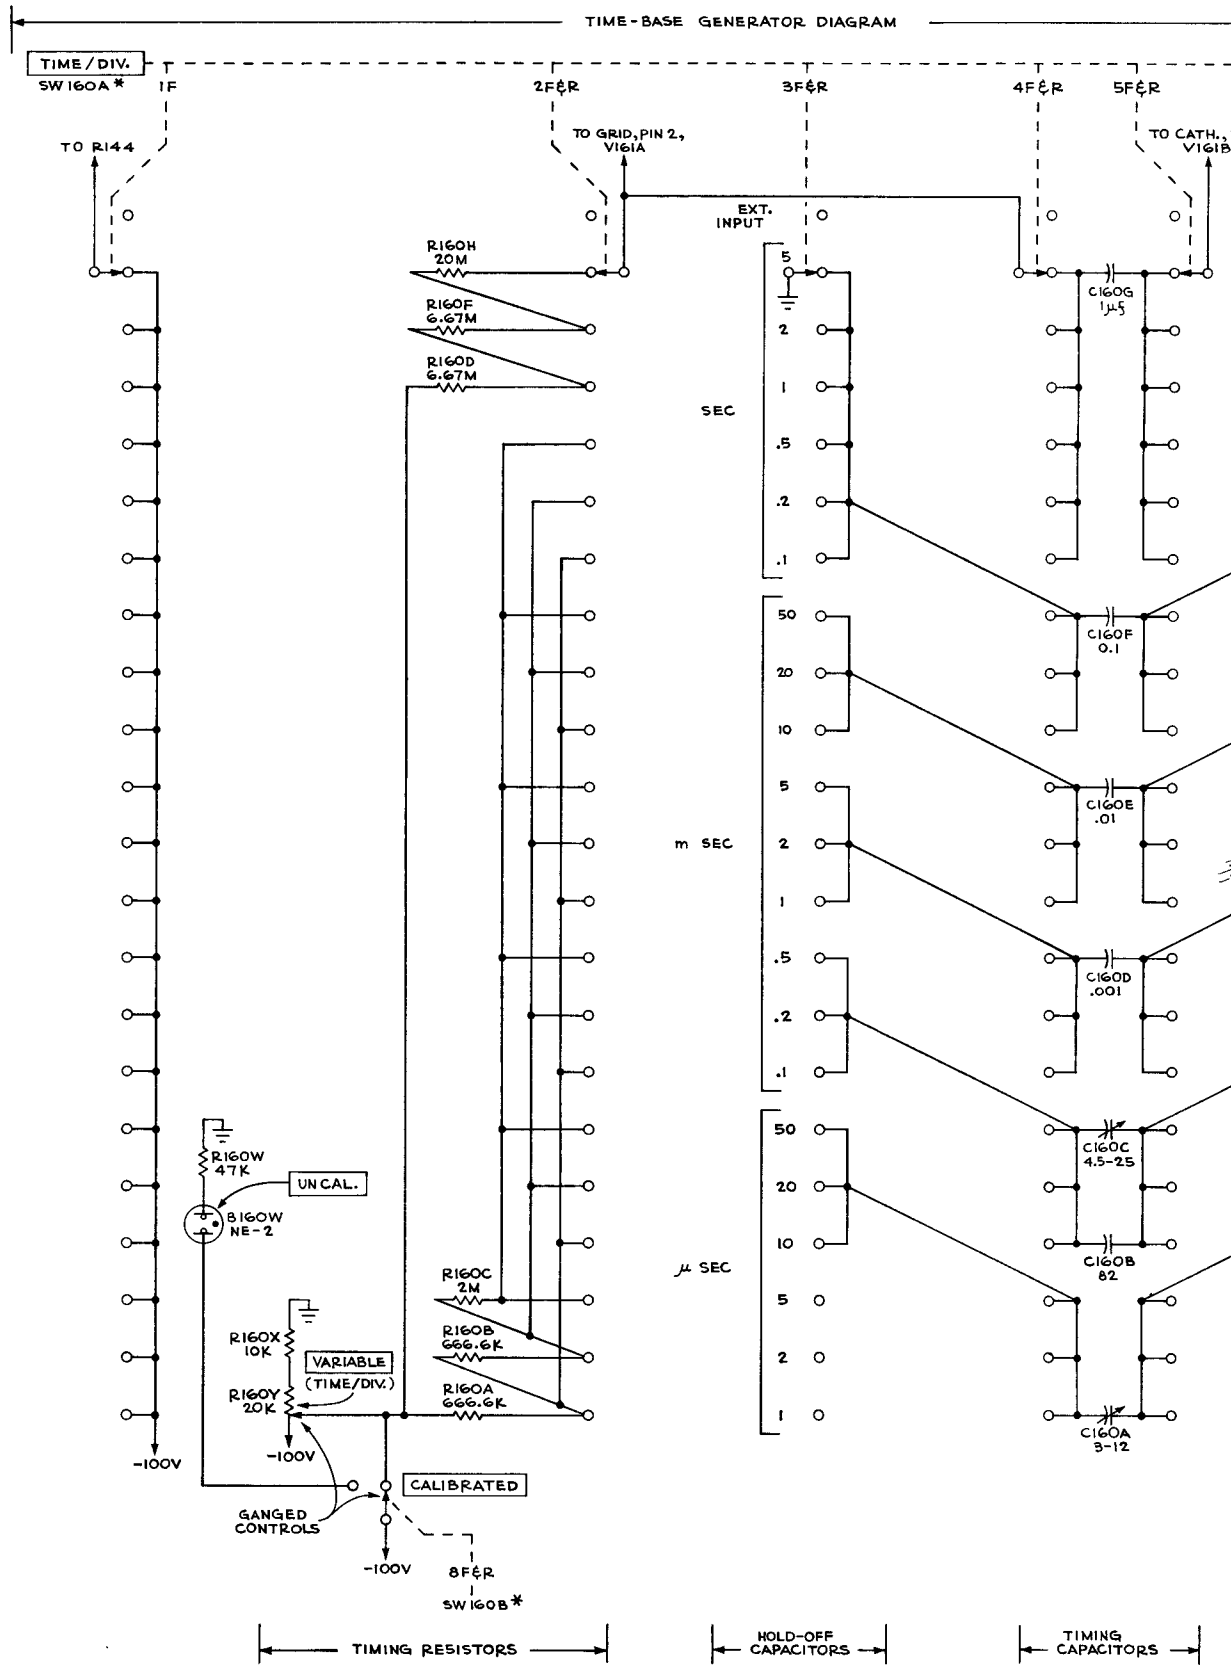 TIME-BASE GENERATOR DIAGRAM
TIME/DIV.
SW160A*
1F
2F&R
3F&R
4F&R
5F&R
TO R144
TO GRID, PIN 2,
V161A
TO CATH.,
V161B
EXT.
INPUT
R160H
20M
5
C160G
1µf
R160F
6.67M
2
R160D
6.67M
1
SEC
.5
.2
.1
50
C160F
0.1
20
10
5
C160E
.01
m SEC
2
1
.5
C160D
.001
.2
.1
50
C160C
4.5-25
R160W
47K
UNCAL.
20
B160W
NE-2
10
C160B
82
µ SEC
R160C
2M
5
R160X
10K
R160B
666.6K
2
VARIABLE
(TIME/DIV.)
R160Y
20K
R160A
666.6K
1
C160A
3-12
-100V
-100V
CALIBRATED
GANGED
CONTROLS
-100V
8F&R
SW160B*
TIMING RESISTORS
HOLD-OFF
CAPACITORS
TIMING
CAPACITORS